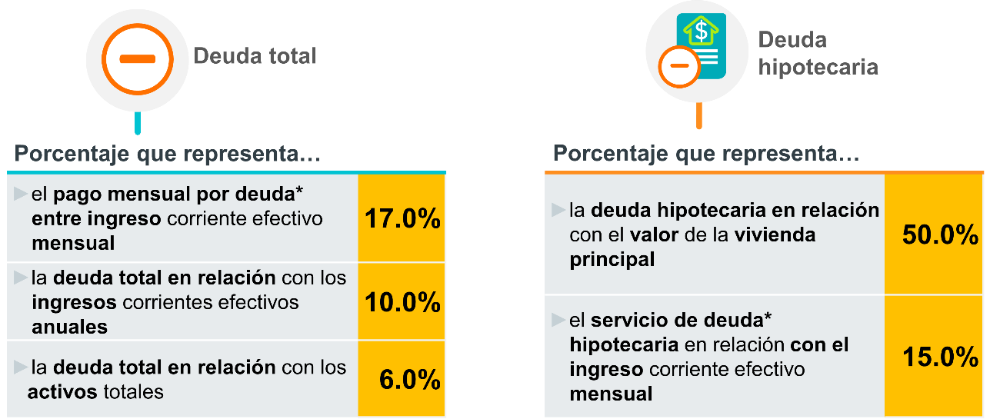 Deuda total
Porcentaje que representa…
▶el pago mensual por deuda*
entre ingreso corriente efectivo
mensual
17.0%
▶la deuda total en relación con los
ingresos corrientes efectivos
anuales
10.0%
▶la deuda total en relación con los
activos totales
6.0%
$
Deuda
hipotecaria
Porcentaje que representa…
▶la deuda hipotecaria en relación
con el valor de la vivienda
principal
50.0%
▶el servicio de deuda*
hipotecaria en relación con el
ingreso corriente efectivo
mensual
15.0%